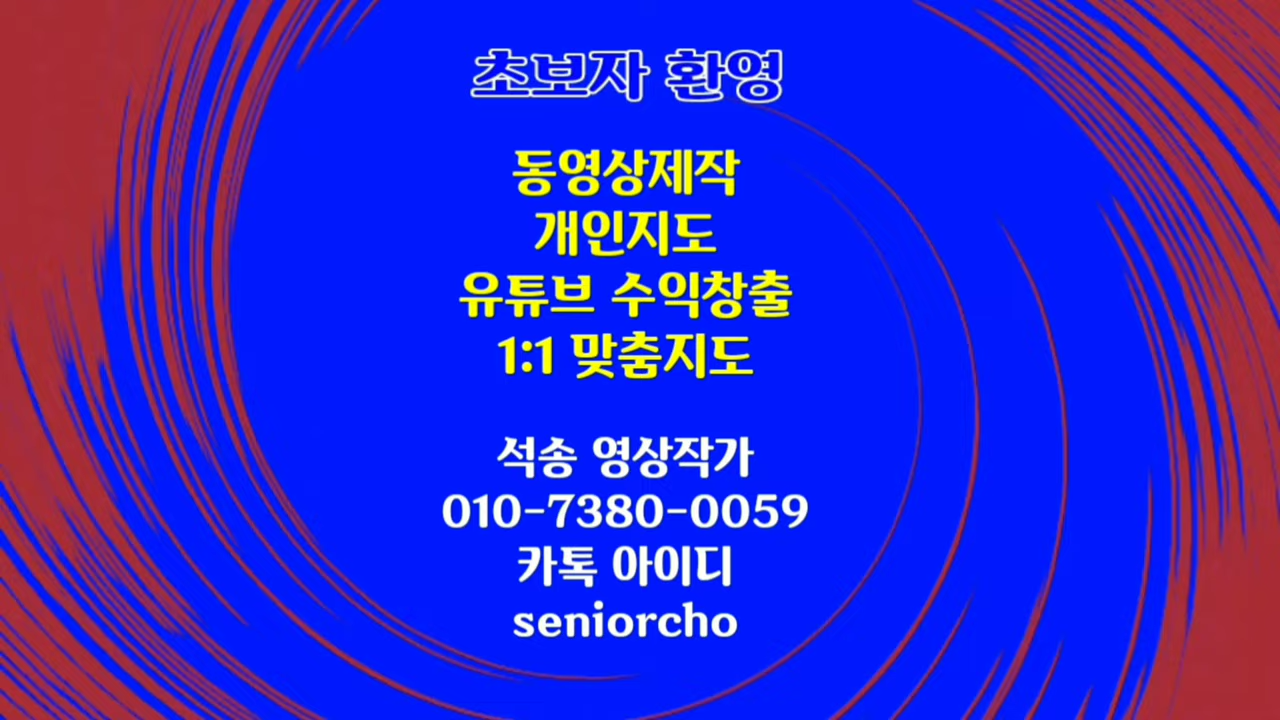 초보자 환영
동영상제작
개인지도
유튜브 수익창출
1:1 맞춤지도
석송 영상작가
010-7380-0059
카톡 아이디
seniorcho